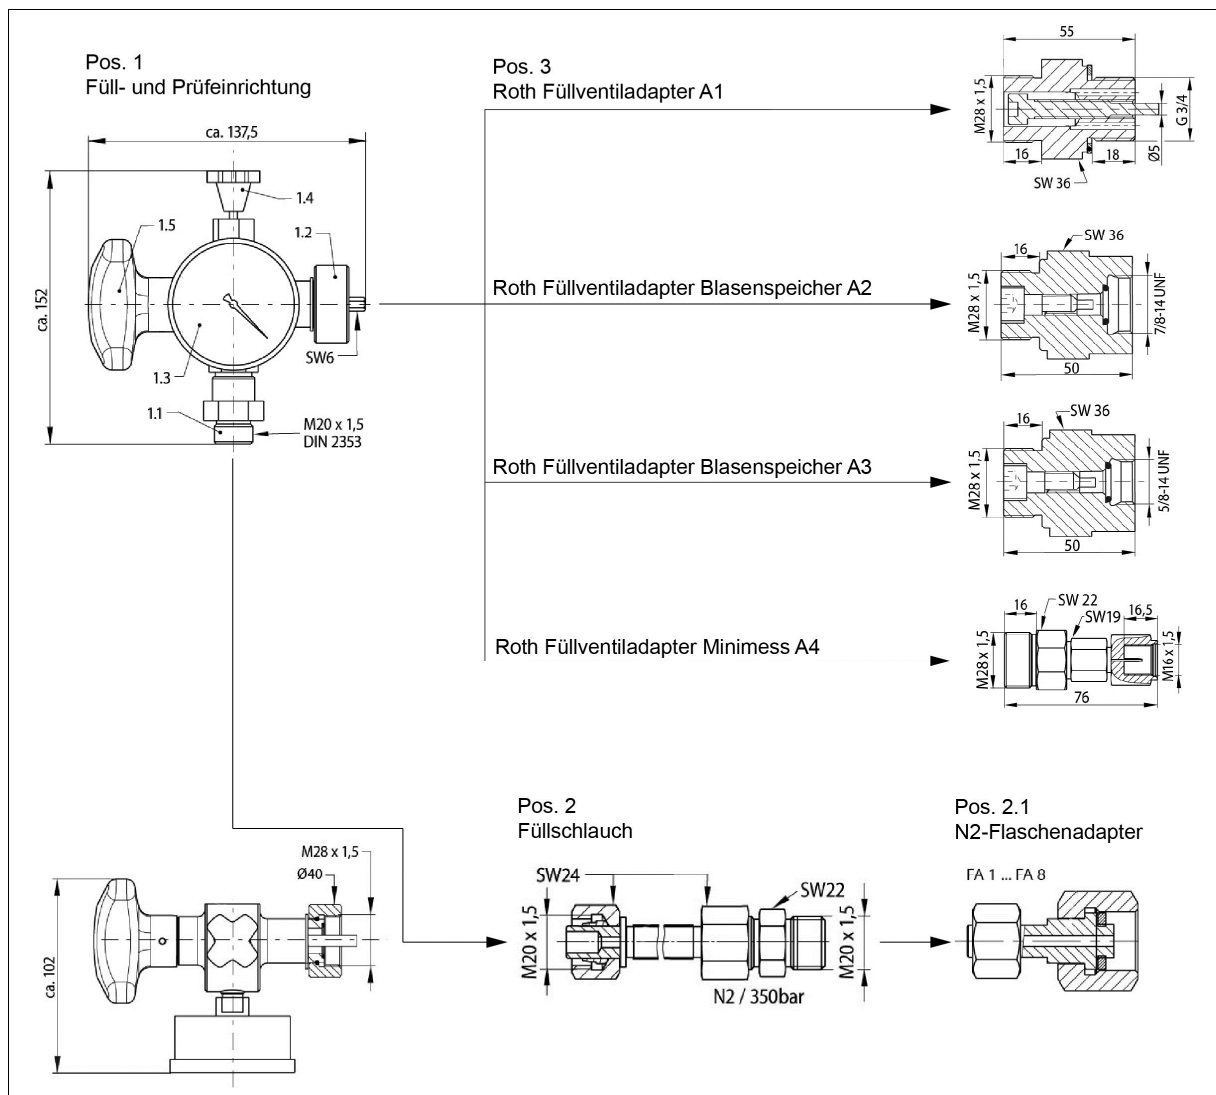 Pos. 1
Füll- und Prüfeinrichtung
ca. 137,5
ca. 152
1.4
1.5
1.2
SW6
1.3
1.1
M20 x 1,5
DIN 2353
Pos. 3
Roth Füllventiladapter A1
55
M28 x 1,5
G 3/4
16
18
Ø5
SW 36
Roth Füllventiladapter Blasenspeicher A2
16
SW 36
M28 x 1,5
7/8-14 UNF
50
Roth Füllventiladapter Blasenspeicher A3
16
SW 36
M28 x 1,5
5/8-14 UNF
50
Roth Füllventiladapter Minimess A4
16
SW 22
SW19
16,5
M28 x 1,5
M16 x 1,5
76
M28 x 1,5
Ø40
ca. 102
Pos. 2
Füllschlauch
SW24
SW22
M20 x 1,5
M20 x 1,5
N2 / 350bar
Pos. 2.1
N2-Flaschenadapter
FA 1 ... FA 8